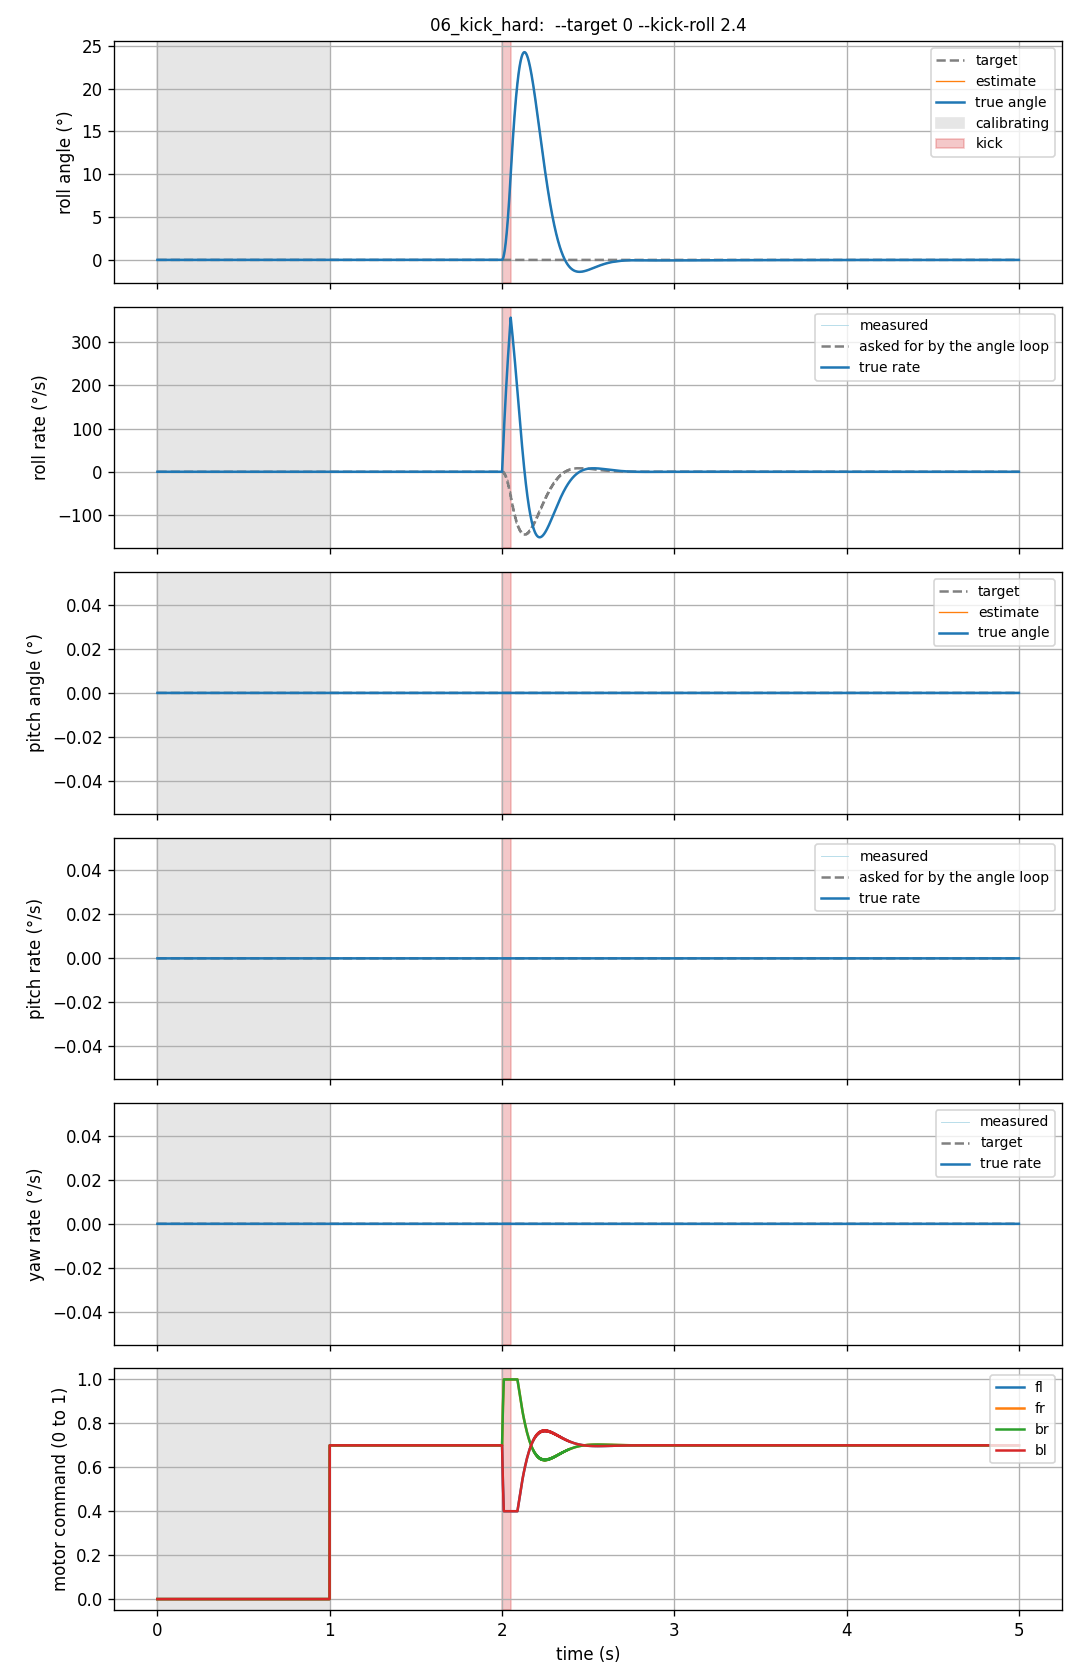 06_kick_hard:  --target 0 --kick-roll 2.4
roll angle (°)
25
20
15
10
5
0
target
estimate
true angle
calibrating
kick
roll rate (°/s)
300
200
100
0
−100
measured
asked for by the angle loop
true rate
pitch angle (°)
0.04
0.02
0.00
−0.02
−0.04
target
estimate
true angle
pitch rate (°/s)
0.04
0.02
0.00
−0.02
−0.04
measured
asked for by the angle loop
true rate
yaw rate (°/s)
0.04
0.02
0.00
−0.02
−0.04
measured
target
true rate
motor command (0 to 1)
1.0
0.8
0.6
0.4
0.2
0.0
fl
fr
br
bl
0 1 2 3 4 5
time (s)